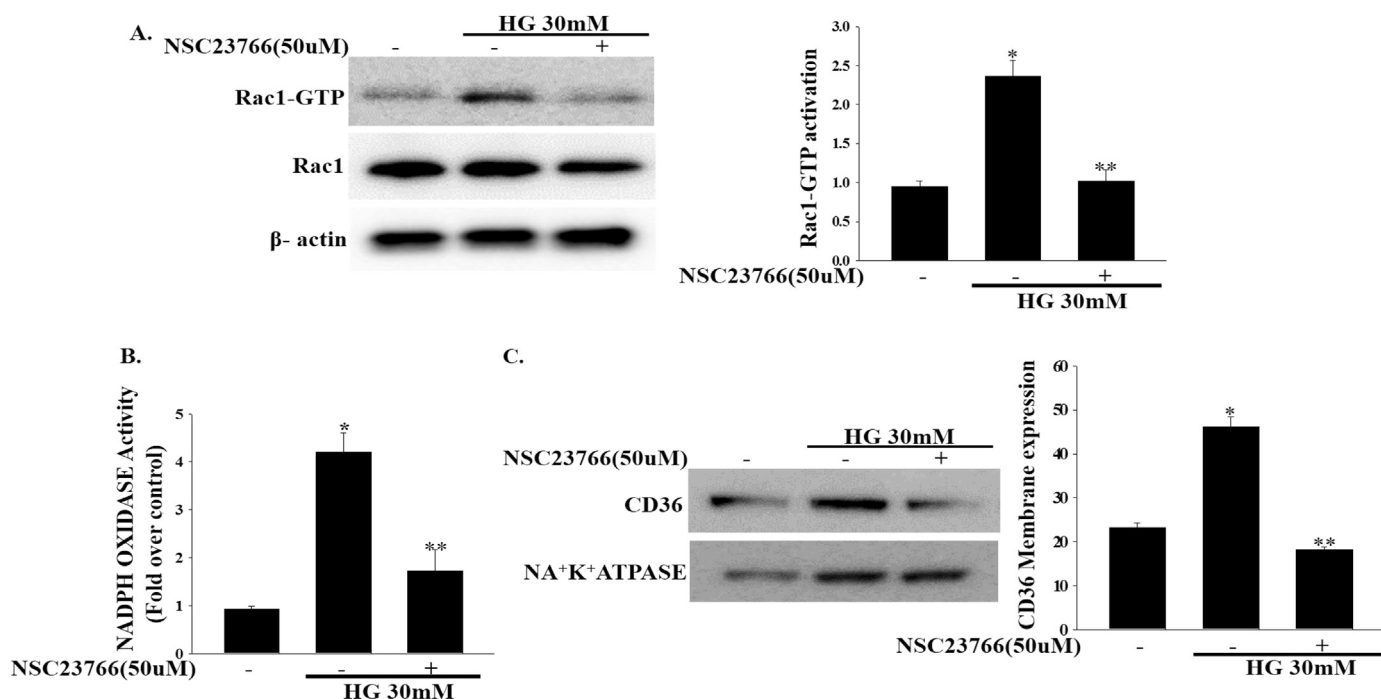 A.
HG 30mM
NSC23766(50uM) - - +
Rac1-GTP
Rac1
β- actin
Rac1-GTP activation
3.0
2.5
2.0
1.5
1.0
0.5
0.0
*
**
NSC23766(50uM) - - +
HG 30mM
B.
NADPH OXIDASE Activity
(Fold over control)
5
4
3
2
1
0
*
**
NSC23766(50uM) - - +
HG 30mM
C.
HG 30mM
NSC23766(50uM) - - +
CD36
NA⁺K⁺ATPASE
CD36 Membrane expression
60
50
40
30
20
10
0
*
**
NSC23766(50uM) - - +
HG 30mM